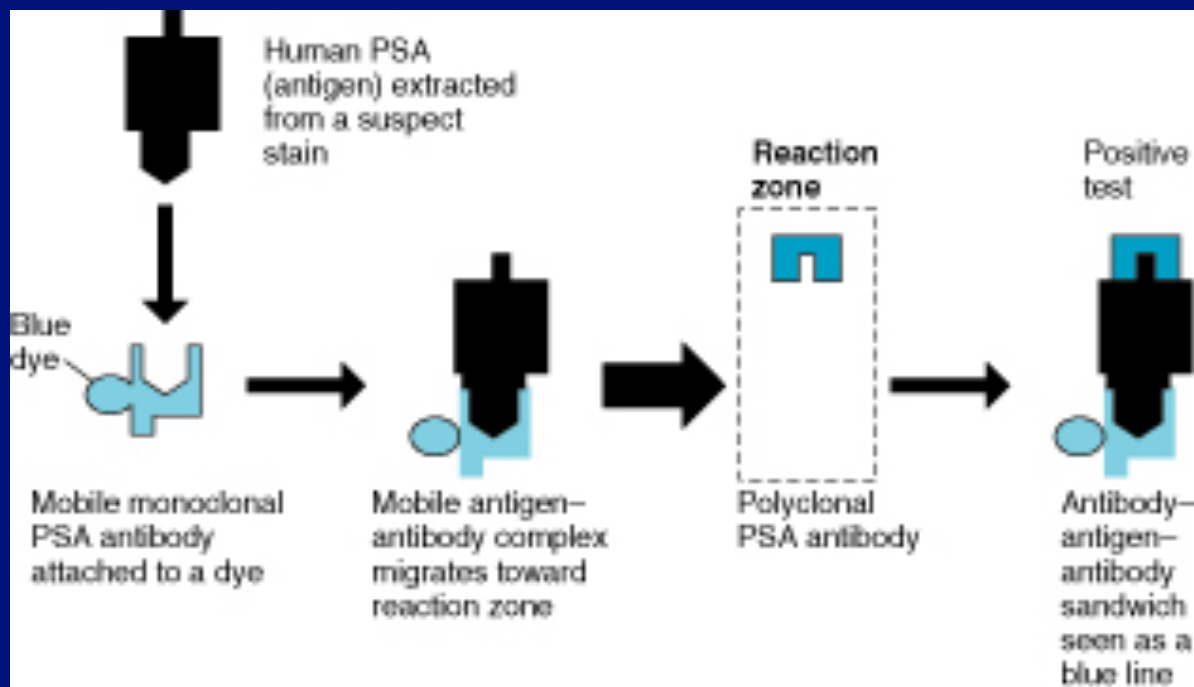 Human PSA
(antigen) extracted
from a suspect
stain
Reaction
zone
Positive
test
Blue
dye
Mobile monoclonal
PSA antibody
attached to a dye
Mobile antigen–
antibody complex
migrates toward
reaction zone
Polyclonal
PSA antibody
Antibody–
antigen–
antibody
sandwich
seen as a
blue line